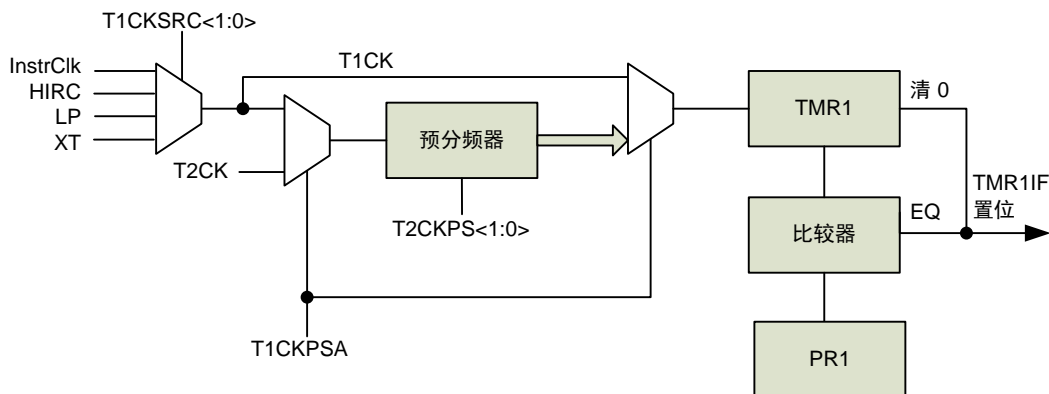 T1CKSRC<1:0>
InstrClk
HIRC
LP
XT
T1CK
T2CK
预分频器
T2CKPS<1:0>
T1CKPSA
TMR1
清 0
比较器
EQ
TMR1IF
置位
PR1